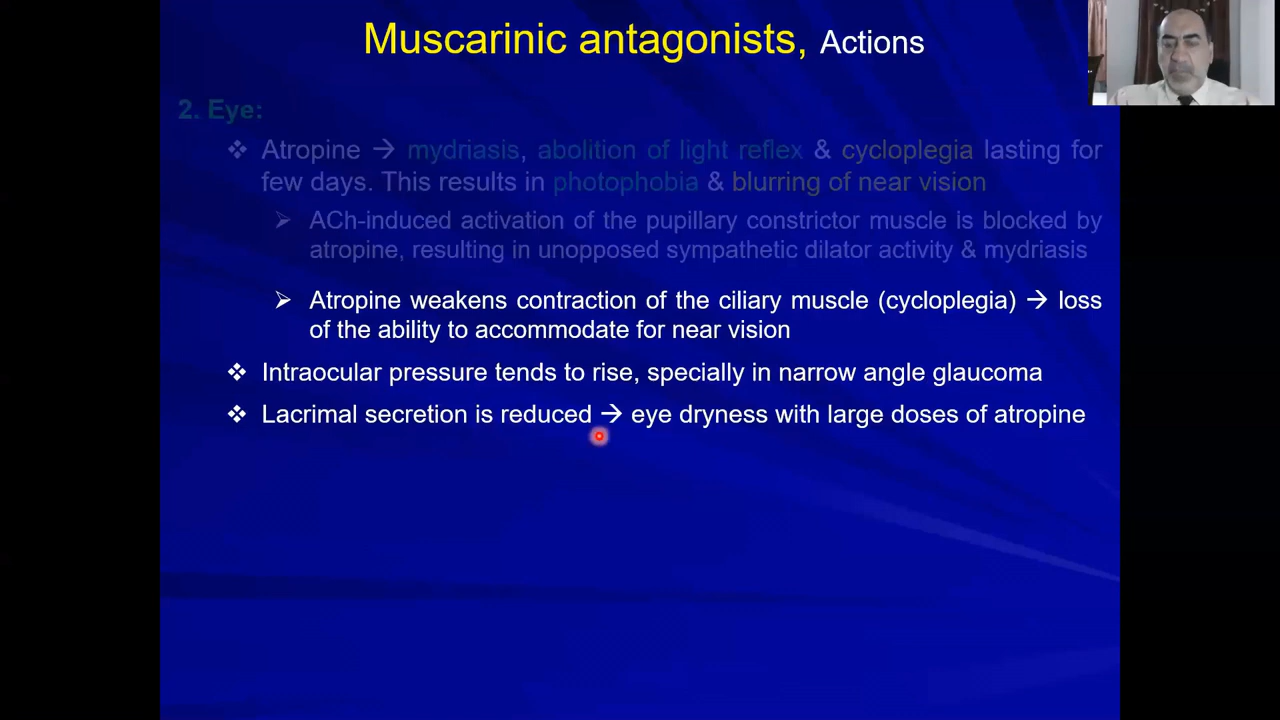 Muscarinic antagonists, Actions
2. Eye:
❖ Atropine → mydriasis, abolition of light reflex & cycloplegia lasting for
few days. This results in photophobia & blurring of near vision
➢ ACh-induced activation of the pupillary constrictor muscle is blocked by
atropine, resulting in unopposed sympathetic dilator activity & mydriasis
➢ Atropine weakens contraction of the ciliary muscle (cycloplegia) → loss
of the ability to accommodate for near vision
❖ Intraocular pressure tends to rise, specially in narrow angle glaucoma
❖ Lacrimal secretion is reduced → eye dryness with large doses of atropine